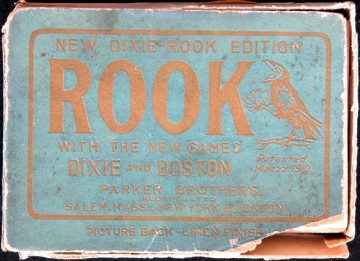 NEW DIXIE-ROOK EDITION
ROOK
WITH THE NEW GAMES
DIXIE AND BOSTON
Patented
PARKER BROTHERS,
INCORPORATED
SALEM, MASS. NEW YORK & LONDON
PICTURE BACK-LINEN FINISH